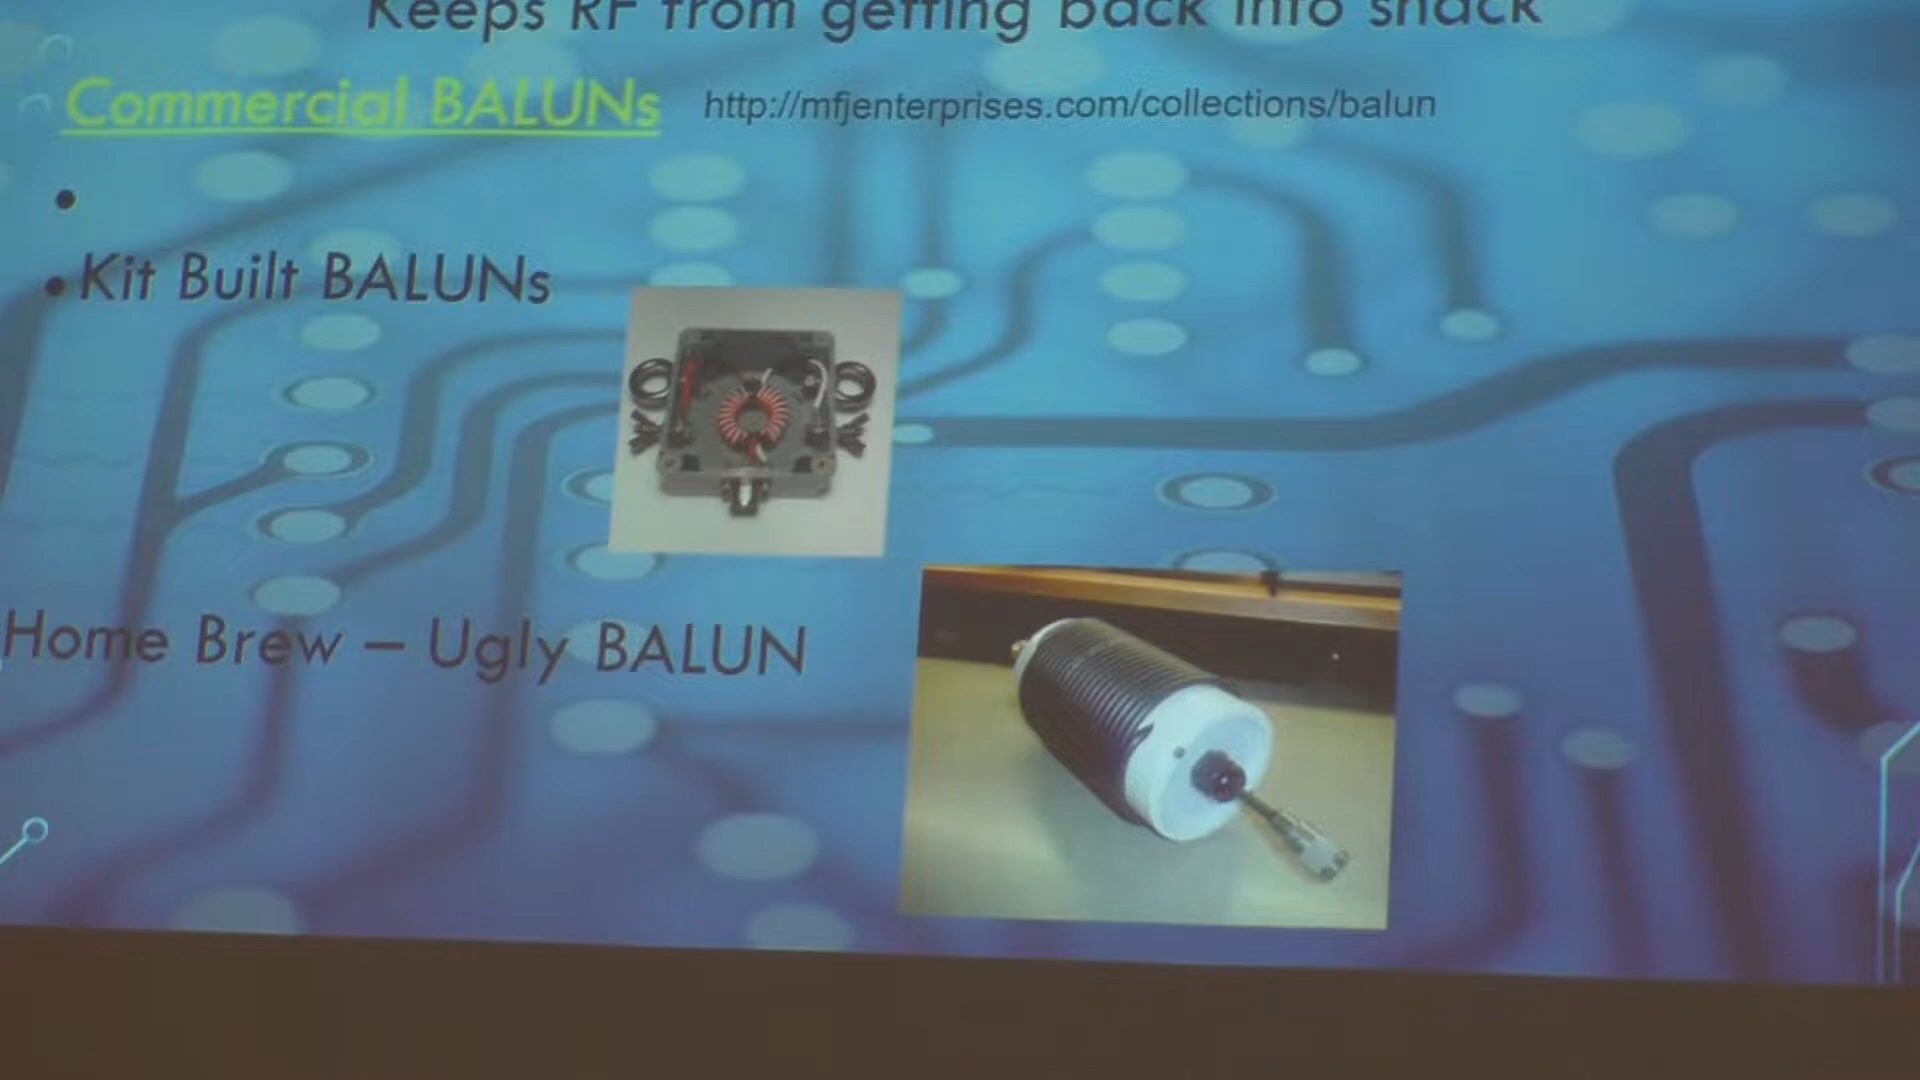 Keeps RF from getting back into shack
Commercial BALUNs http://mfjenterprises.com/collections/balun
Kit Built BALUNs
Home Brew – Ugly BALUN